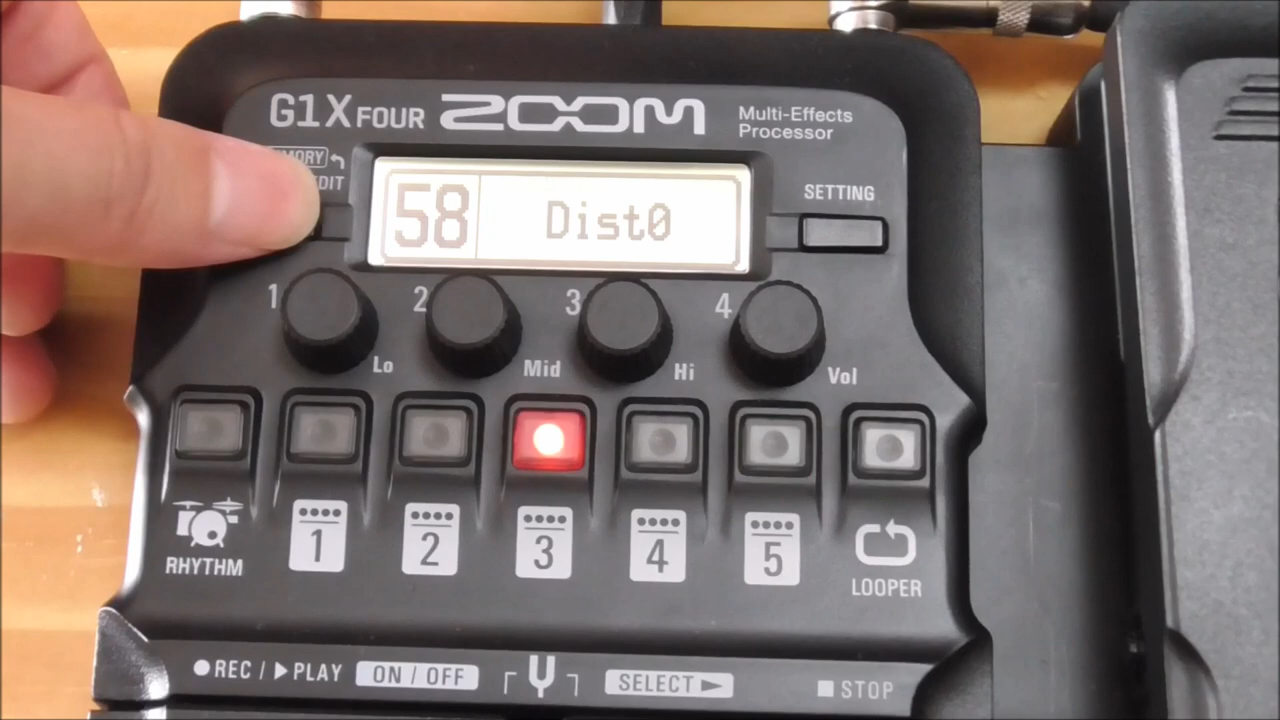 G1X FOUR ZOOM Multi-Effects
Processor
EDIT
58 Dist0
SETTING
1 2 3 4
Lo Mid Hi Vol
1 2 3 4 5
RHYTHM
LOOPER
REC / PLAY ON / OFF SELECT STOP